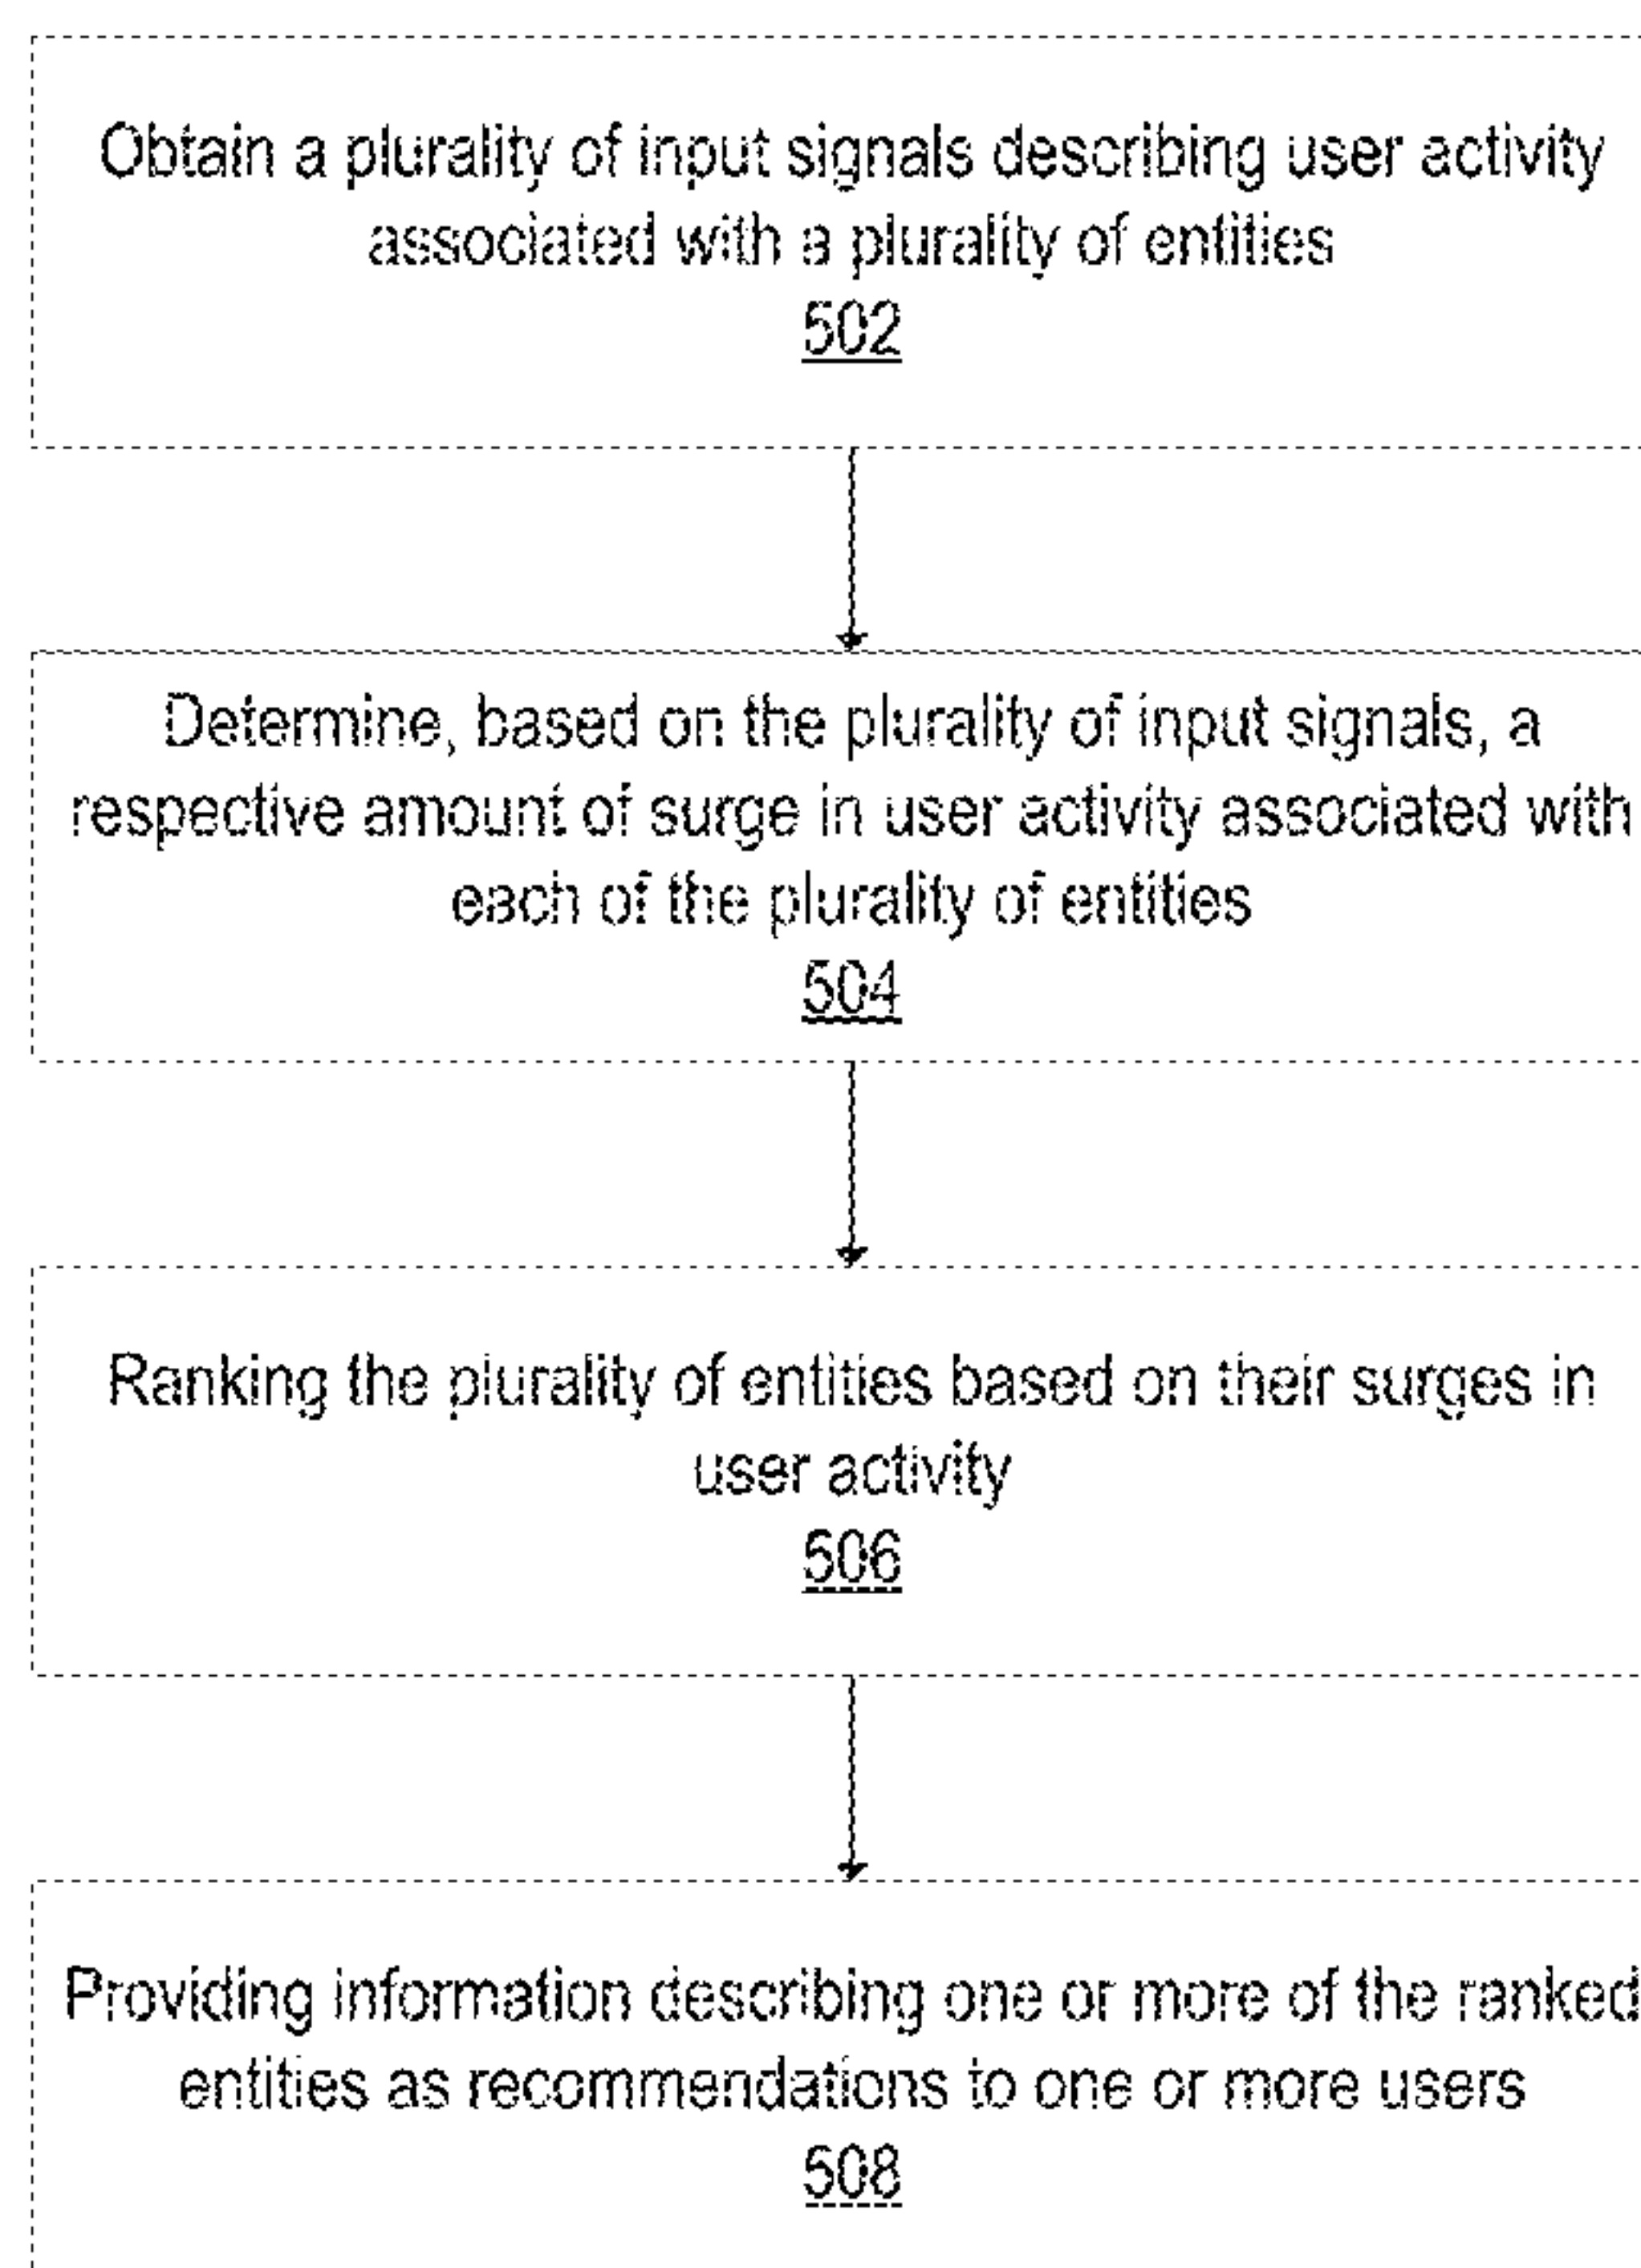 Obtain a plurality of input signals describing user activity
associated with a plurality of entities
502
Determine, based on the plurality of input signals, a
respective amount of surge in user activity associated with
each of the plurality of entities
504
Ranking the plurality of entities based on their surges in
user activity
506
Providing information describing one or more of the ranked
entities as recommendations to one or more users
508